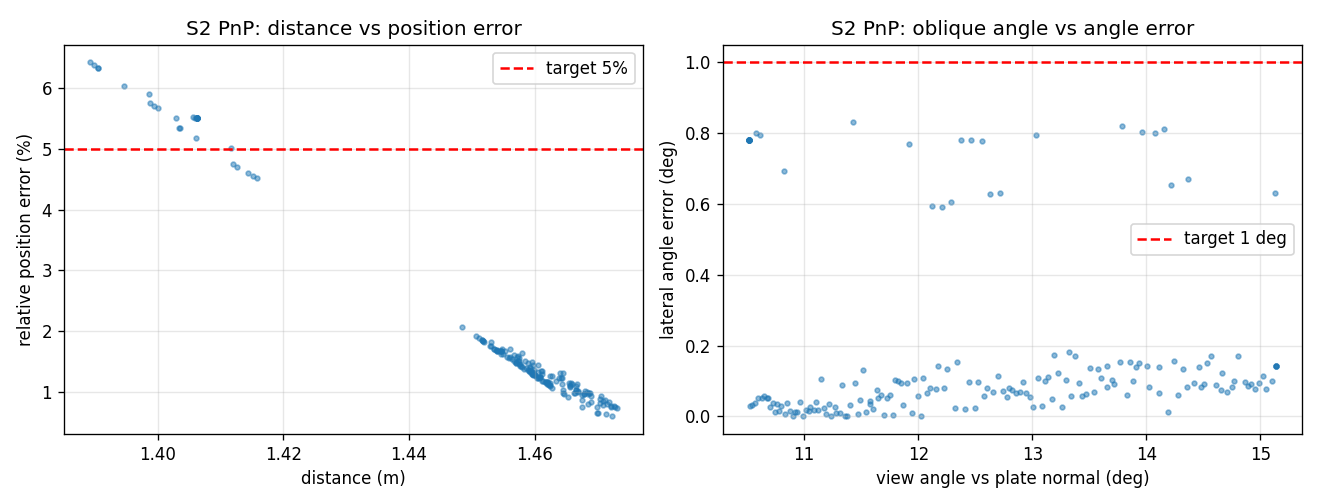 S2 PnP: distance vs position error
relative position error (%)
6
5
4
3
2
1
target 5%
1.40
1.42
1.44
1.46
distance (m)
S2 PnP: oblique angle vs angle error
lateral angle error (deg)
1.0
0.8
0.6
0.4
0.2
0.0
target 1 deg
11
12
13
14
15
view angle vs plate normal (deg)